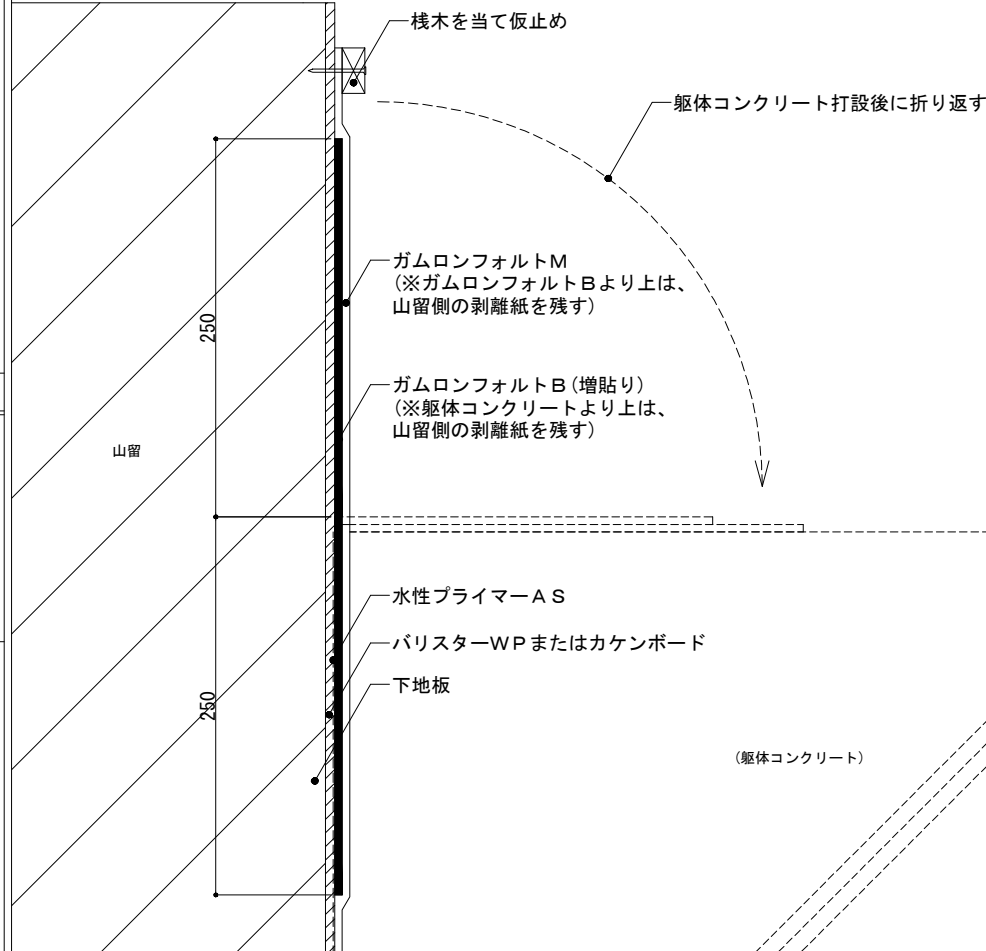 桟木を当て仮止め
躯体コンクリート打設後に折り返す
ガムロンフォルトM
(※ガムロンフォルトBより上は、
山留側の剥離紙を残す)
250
ガムロンフォルトB(増貼り)
(※躯体コンクリートより上は、
山留側の剥離紙を残す)
山留
水性プライマーAS
バリスターWPまたはカケンボード
下地板
250
(躯体コンクリート)